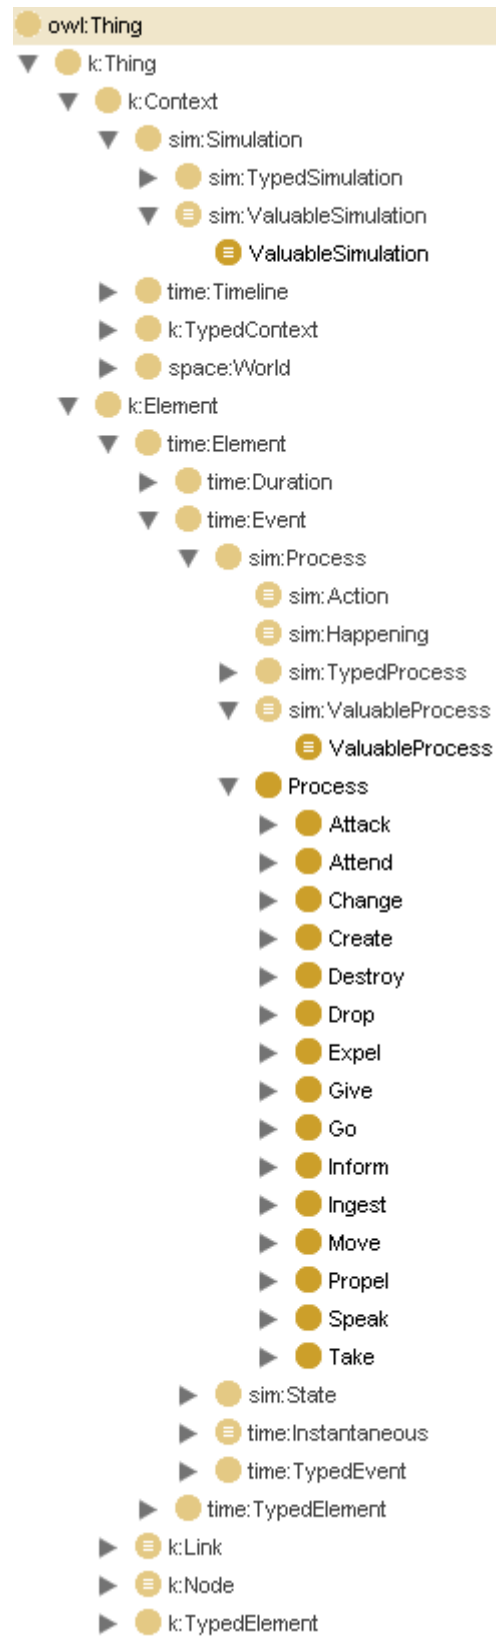 owl:Thing
k:Thing
k:Context
sim:Simulation
sim:TypedSimulation
sim:ValuableSimulation
ValuableSimulation
time:Timeline
k:TypedContext
space:World
k:Element
time:Element
time:Duration
time:Event
sim:Process
sim:Action
sim:Happening
sim:TypedProcess
sim:ValuableProcess
ValuableProcess
Process
Attack
Attend
Change
Create
Destroy
Drop
Expel
Give
Go
Inform
Ingest
Move
Propel
Speak
Take
sim:State
time:Instantaneous
time:TypedEvent
time:TypedElement
k:Link
k:Node
k:TypedElement